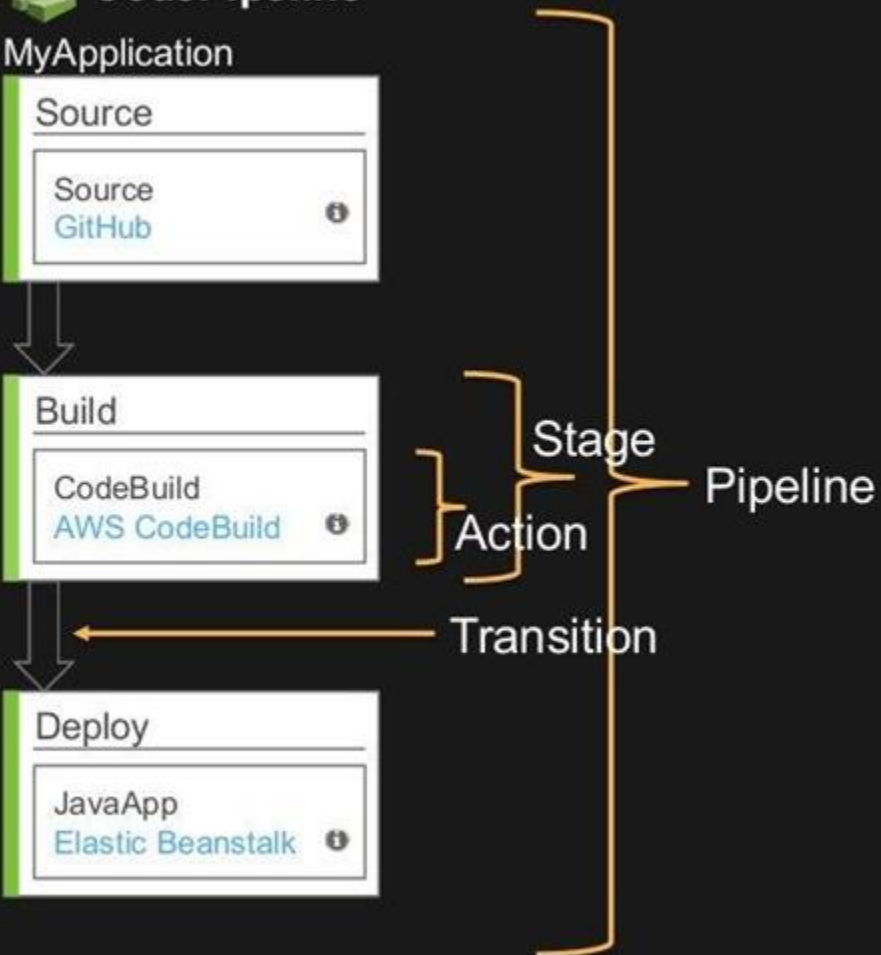 MyApplication
Source
Source
GitHub
Build
CodeBuild
AWS CodeBuild
Stage
Action
Pipeline
Transition
Deploy
JavaApp
Elastic Beanstalk